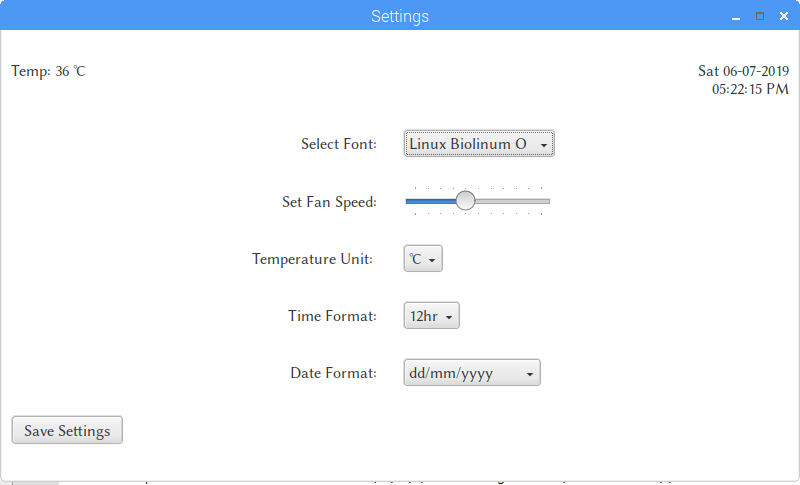 Settings
Temp: 36 ℃
Sat 06-07-2019
05:22:15 PM
Select Font: Linux Biolinum O
Set Fan Speed:
Temperature Unit: ℃
Time Format: 12hr
Date Format: dd/mm/yyyy
Save Settings